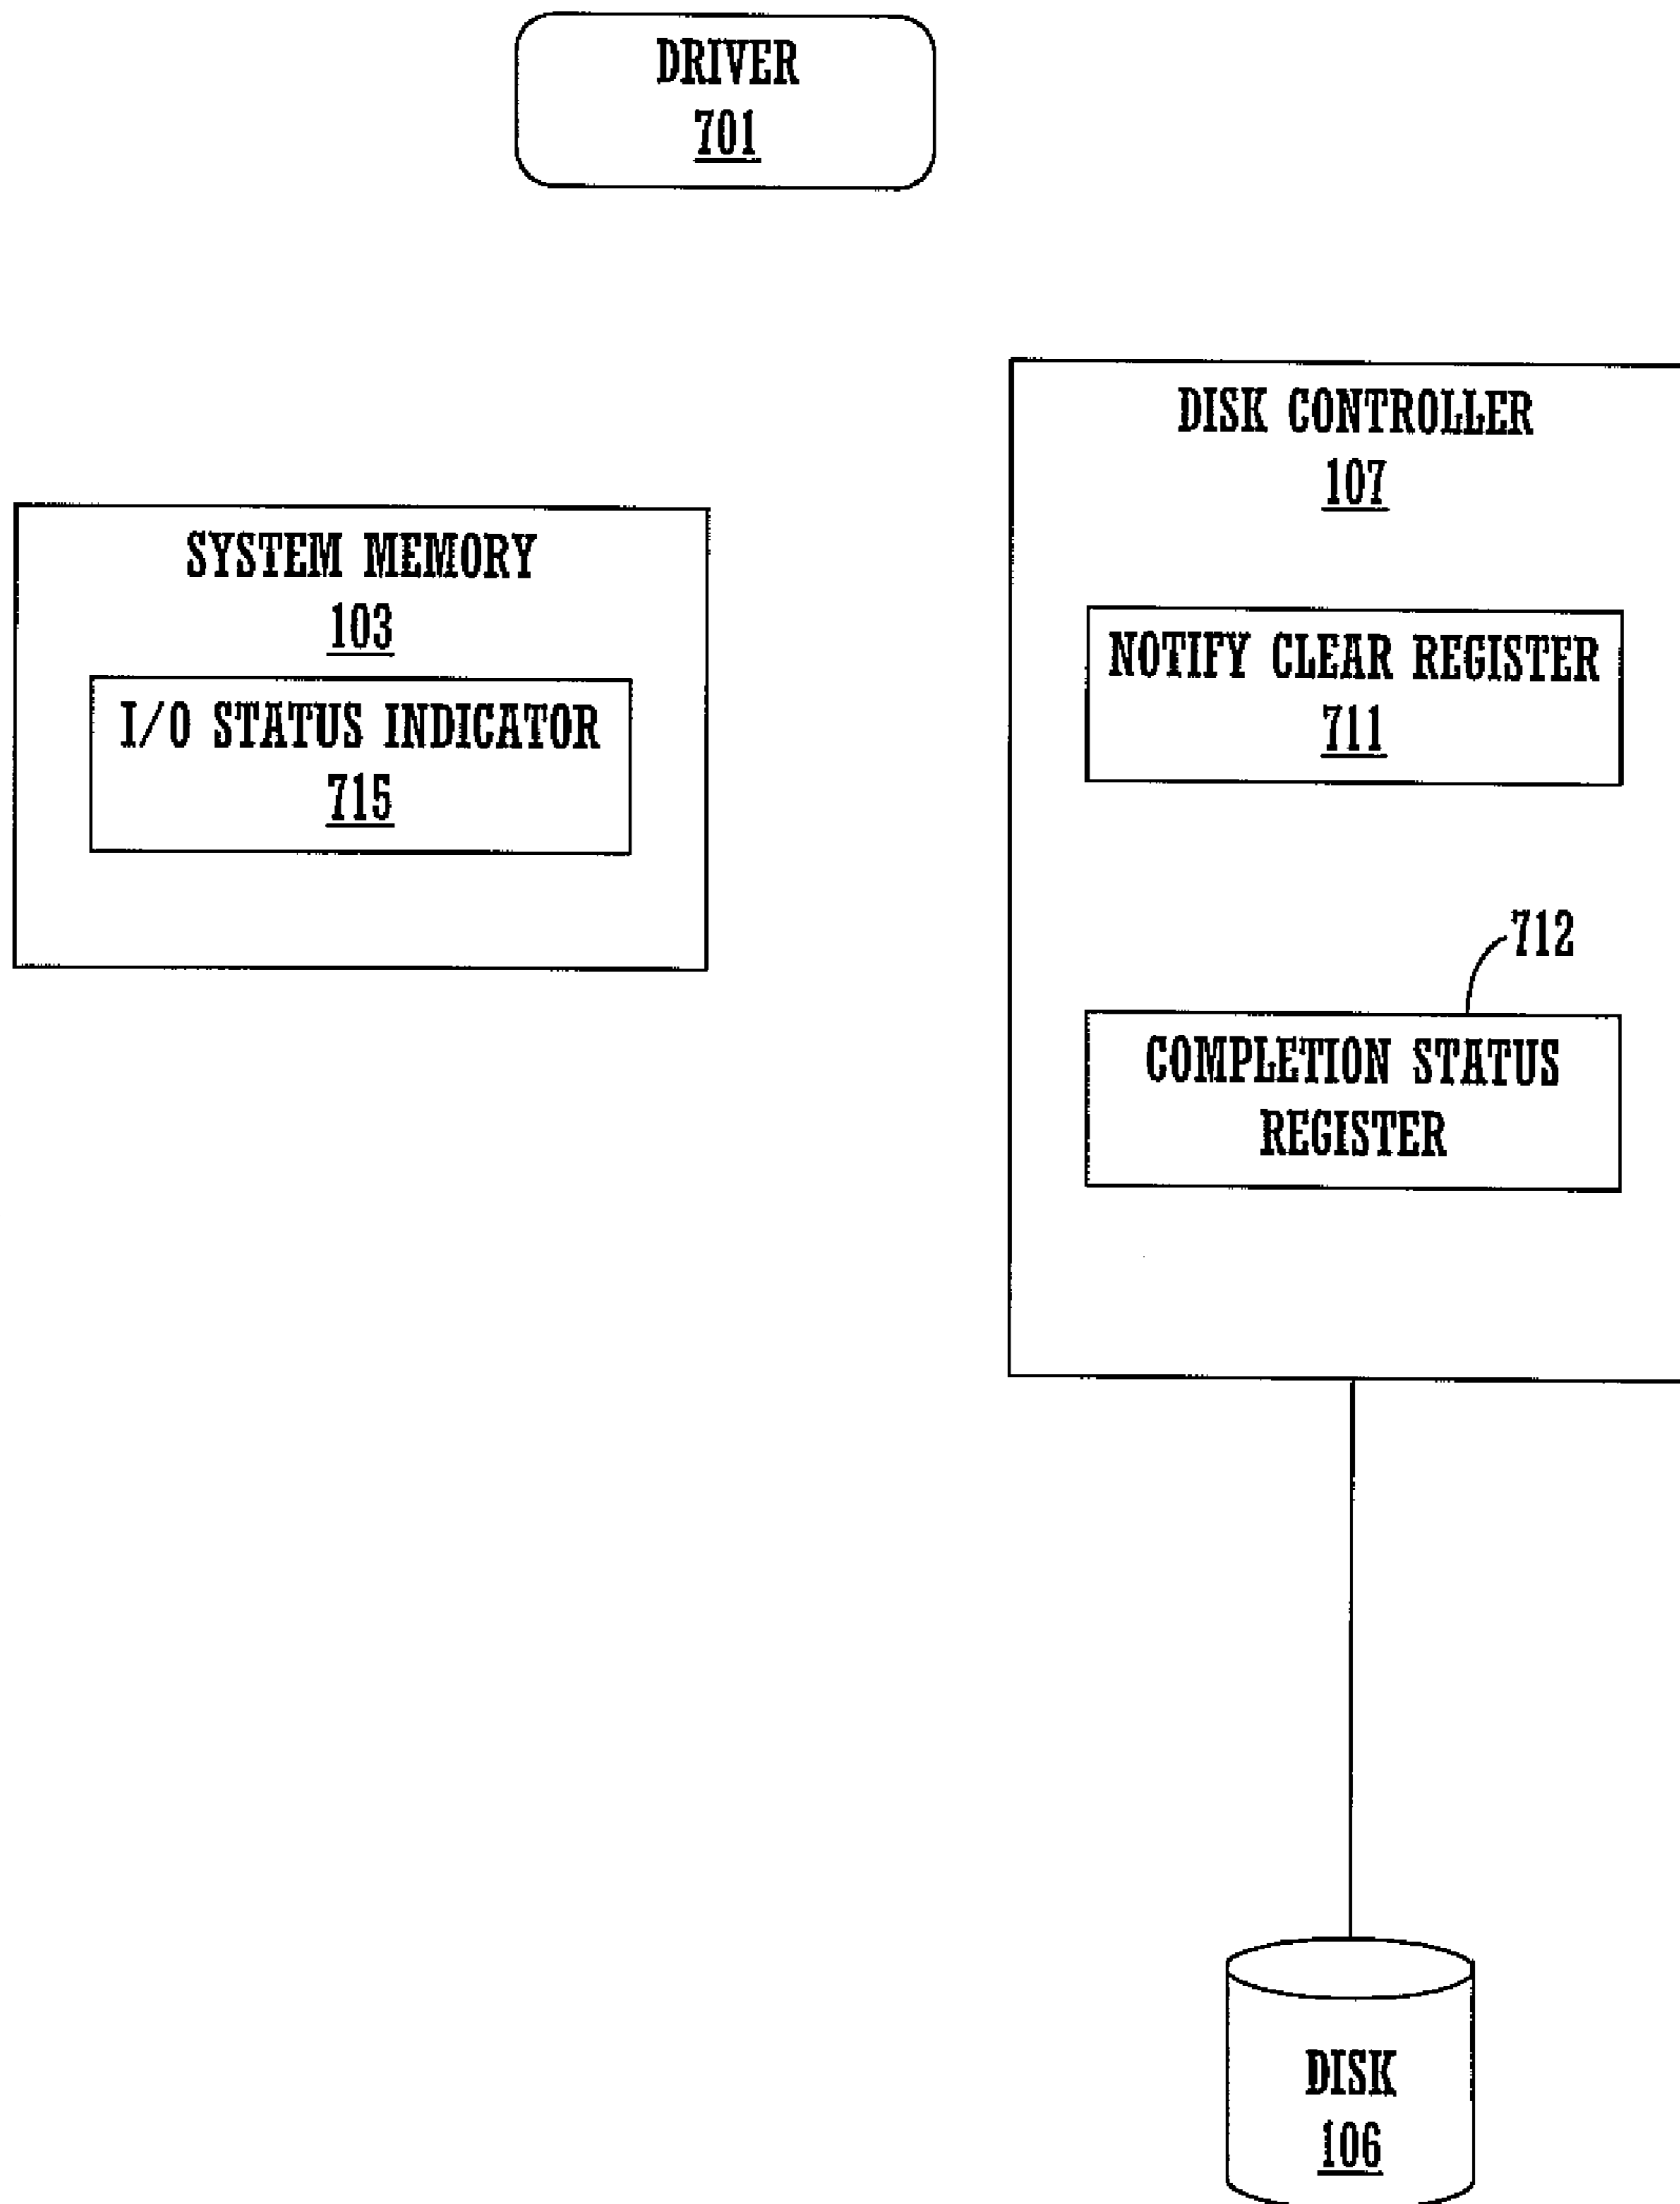 DRIVER
701
DISK CONTROLLER
107
SYSTEM MEMORY
103
I/O STATUS INDICATOR
715
NOTIFY CLEAR REGISTER
711
712
COMPLETION STATUS
REGISTER
DISK
106